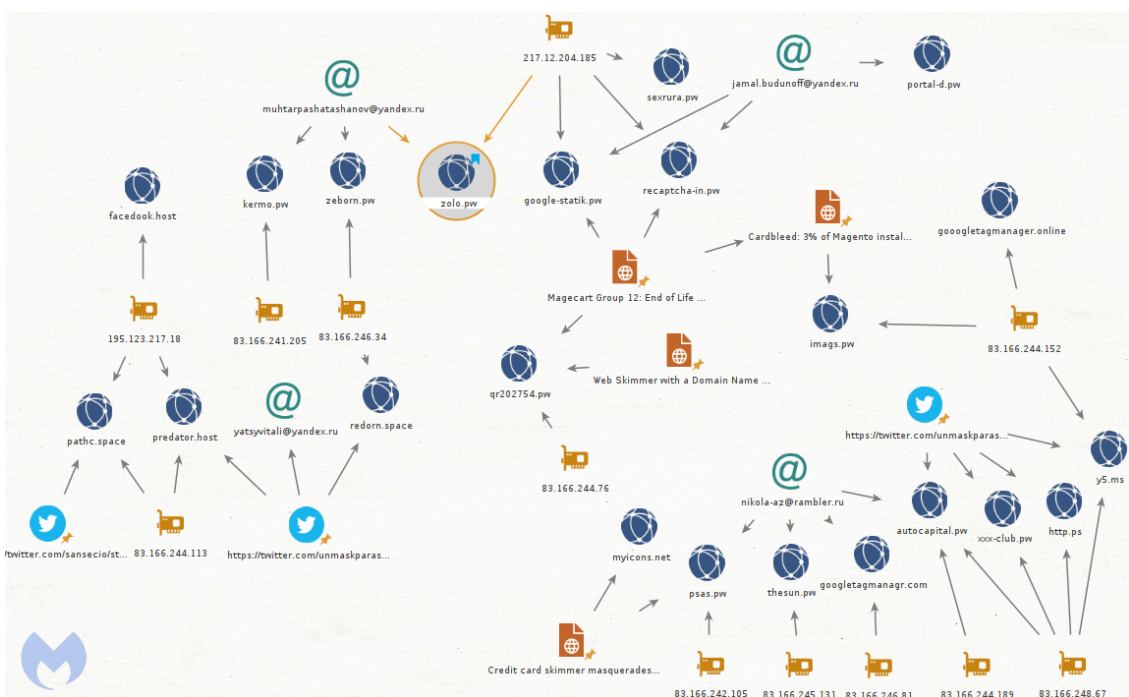 217.12.204.185
muhtarpashatashanov@yandex.ru
sexrura.pw
jamal.budunoff@yandex.ru
portal-d.pw
facedook.host
kermo.pw
zeborn.pw
zolo.pw
google-statik.pw
recaptcha-in.pw
Cardbleed: 3% of Magento instal...
gooogletagmanager.online
Magecart Group 12: End of Life ...
195.123.217.18
83.166.241.205
83.166.246.34
imags.pw
83.166.244.152
Web Skimmer with a Domain Name ...
qr202754.pw
pathc.space
predator.host
yatsyvitali@yandex.ru
redorn.space
https://twitter.com/unmaskparas...
y5.ms
83.166.244.76
nikola-az@rambler.ru
/twitter.com/sansecio/st...
83.166.244.113
https://twitter.com/unmaskparas...
myicons.net
autocapital.pw
xxx-club.pw
http.ps
psas.pw
thesun.pw
googletagmanagr.com
Credit card skimmer masquerades...
83.166.242.105
83.166.245.131
83.166.246.81
83.166.244.189
83.166.248.67